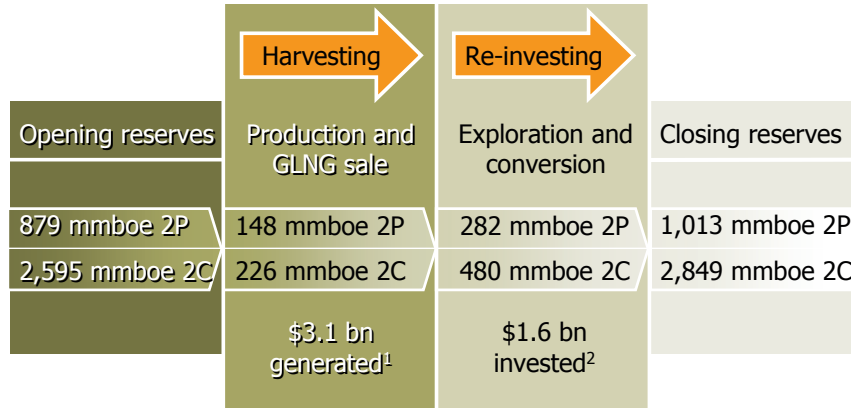 Harvesting
Re-investing
Opening reserves
Production and
GLNG sale
Exploration and
conversion
Closing reserves
879 mmboe 2P
148 mmboe 2P
282 mmboe 2P
1,013 mmboe 2P
2,595 mmboe 2C
226 mmboe 2C
480 mmboe 2C
2,849 mmboe 2C
$3.1 bn
generated¹
$1.6 bn
invested²